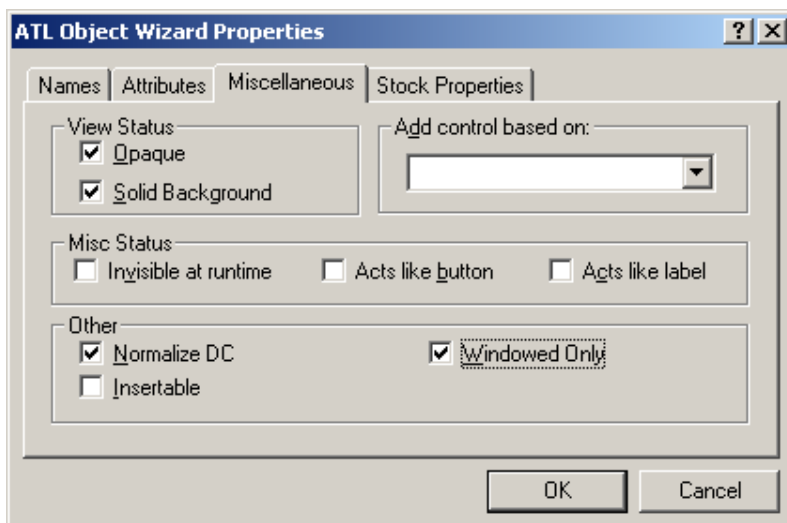 ATL Object Wizard Properties
Names Attributes Miscellaneous Stock Properties
View Status
Opaque
Solid Background
Add control based on:
Misc Status
Invisible at runtime Acts like button Acts like label
Other
Normalize DC Windowed Only
Insertable
OK Cancel